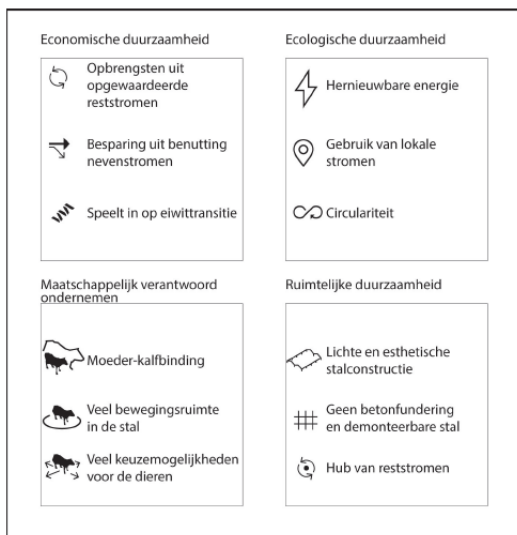 Economische duurzaamheid
Opbrengsten uit
opgewaardeerde
reststromen
Besparing uit benutting
nevenstromen
Speelt in op eiwittransitie
Ecologische duurzaamheid
Hernieuwbare energie
Gebruik van lokale
stromen
Circulariteit
Maatschappelijk verantwoord
ondernemen
Moeder-kalfbinding
Veel bewegingsruimte
in de stal
Veel keuzemogelijkheden
voor de dieren
Ruimtelijke duurzaamheid
Lichte en esthetische
stalconstructie
Geen betonfundering
en demonteerbare stal
Hub van reststromen